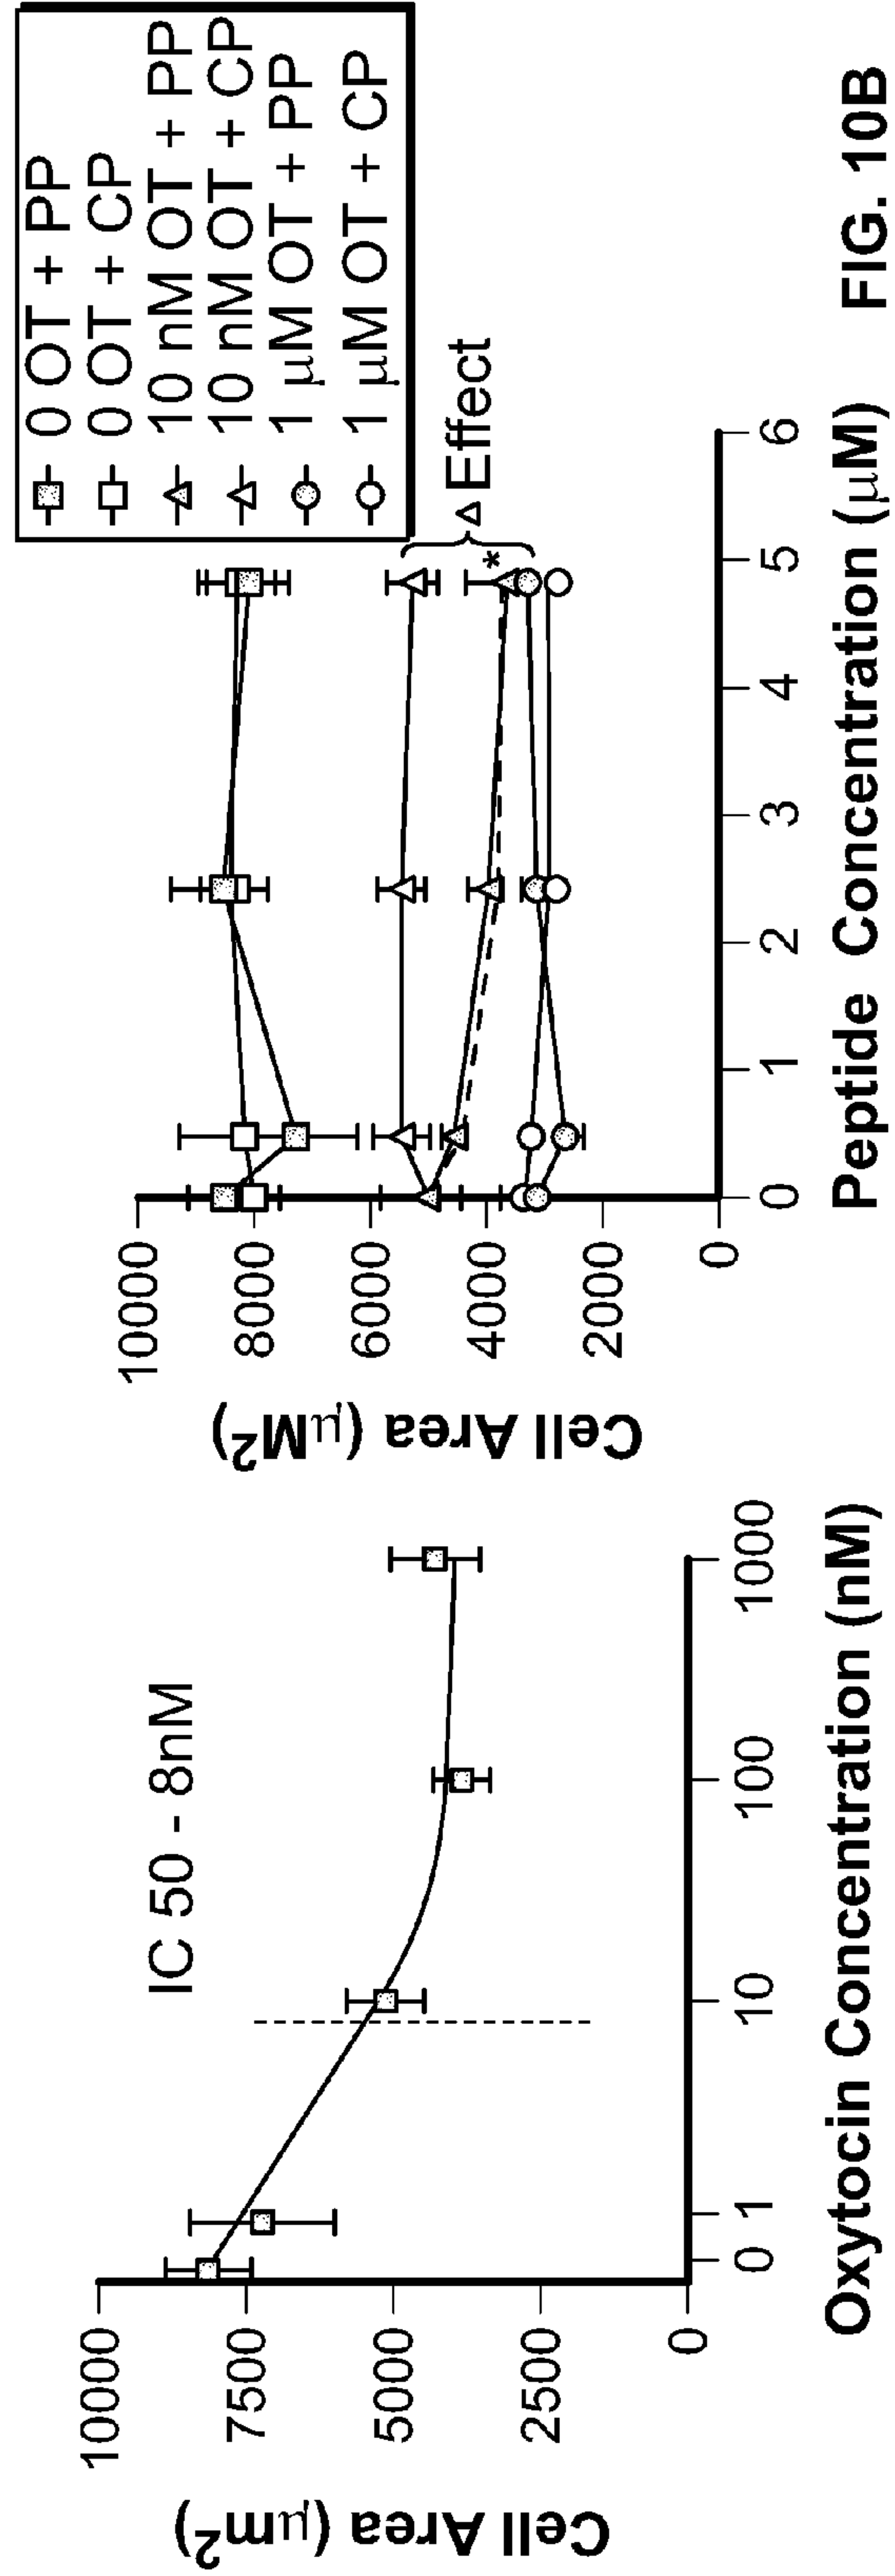 Cell Area (μm²)
10000
7500
5000
2500
0
IC 50 - 8nM
0 1 10 100 1000
Oxytocin Concentration (nM)
Cell Area (μM²)
10000
8000
6000
4000
2000
0
0 OT + PP
0 OT + CP
10 nM OT + PP
10 nM OT + CP
1 μM OT + PP
1 μM OT + CP
Δ Effect
*
0 1 2 3 4 5 6
Peptide Concentration (μM)
FIG. 10B